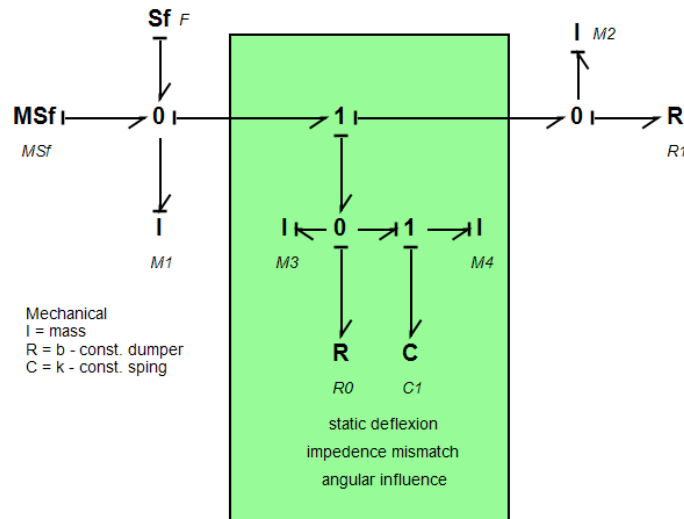 Sf F
I M2
MSf 0 1 0 R
MSf R1
I I 0 1 I
M1 M3 M4
Mechanical
I = mass
R = b - const. dumper
C = k - const. sping
R C
R0 C1
static deflexion
impedence mismatch
angular influence